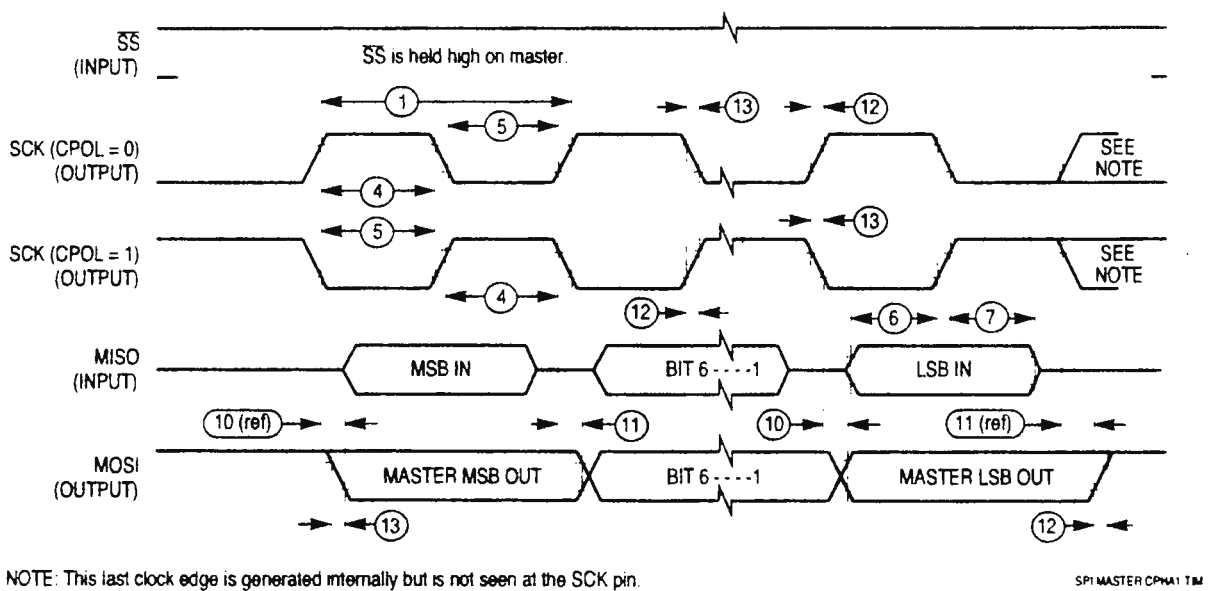 SS
(INPUT)
SS is held high on master.
1
5
13
12
SCK (CPOL = 0)
(OUTPUT)
SEE
NOTE
4
5
13
SCK (CPOL = 1)
(OUTPUT)
SEE
NOTE
4
12
6
7
MISO
(INPUT)
MSB IN
BIT 6 - - - - -1
LSB IN
10 (ref)
11
10
11 (ref)
MOSI
(OUTPUT)
MASTER MSB OUT
BIT 6 - - - - -1
MASTER LSB OUT
13
12
NOTE: This last clock edge is generated internally but is not seen at the SCK pin.
SPI MASTER CPHA1 TIM